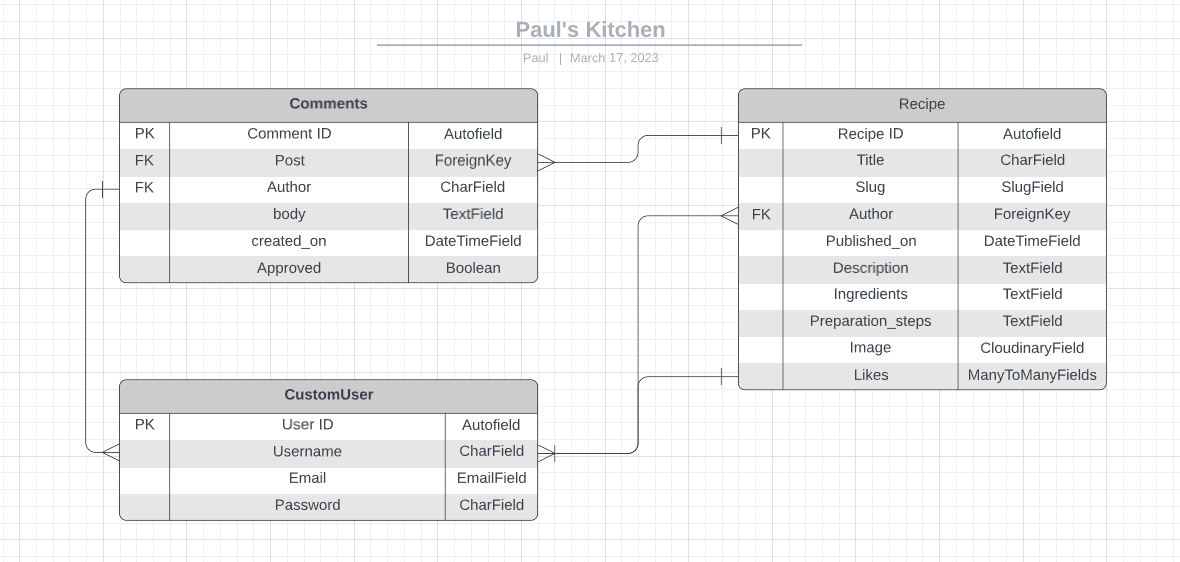 Paul's Kitchen
Paul | March 17, 2023
Comments
PK Comment ID Autofield
FK Post ForeignKey
FK Author CharField
body TextField
created_on DateTimeField
Approved Boolean
Recipe
PK Recipe ID Autofield
Title CharField
Slug SlugField
FK Author ForeignKey
Published_on DateTimeField
Description TextField
Ingredients TextField
Preparation_steps TextField
Image CloudinaryField
Likes ManyToManyFields
CustomUser
PK User ID Autofield
Username CharField
Email EmailField
Password CharField